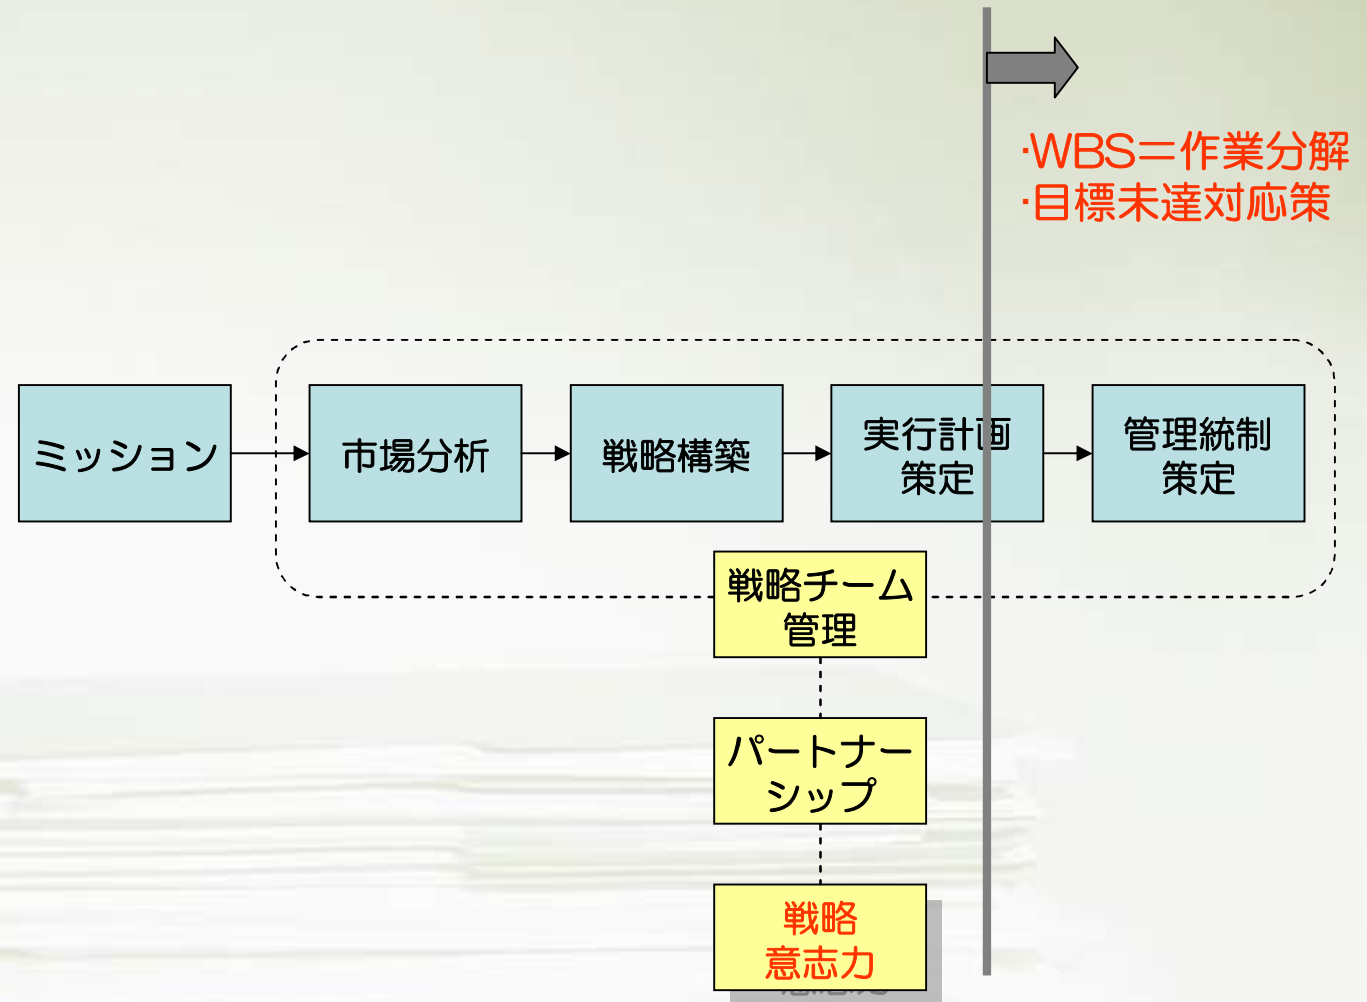 ·WBS＝作業分解
·目標未達対応策
ミッション
市場分析
戦略構築
実行計画
策定
管理統制
策定
戦略チーム
管理
パートナー
シップ
戦略
意志力